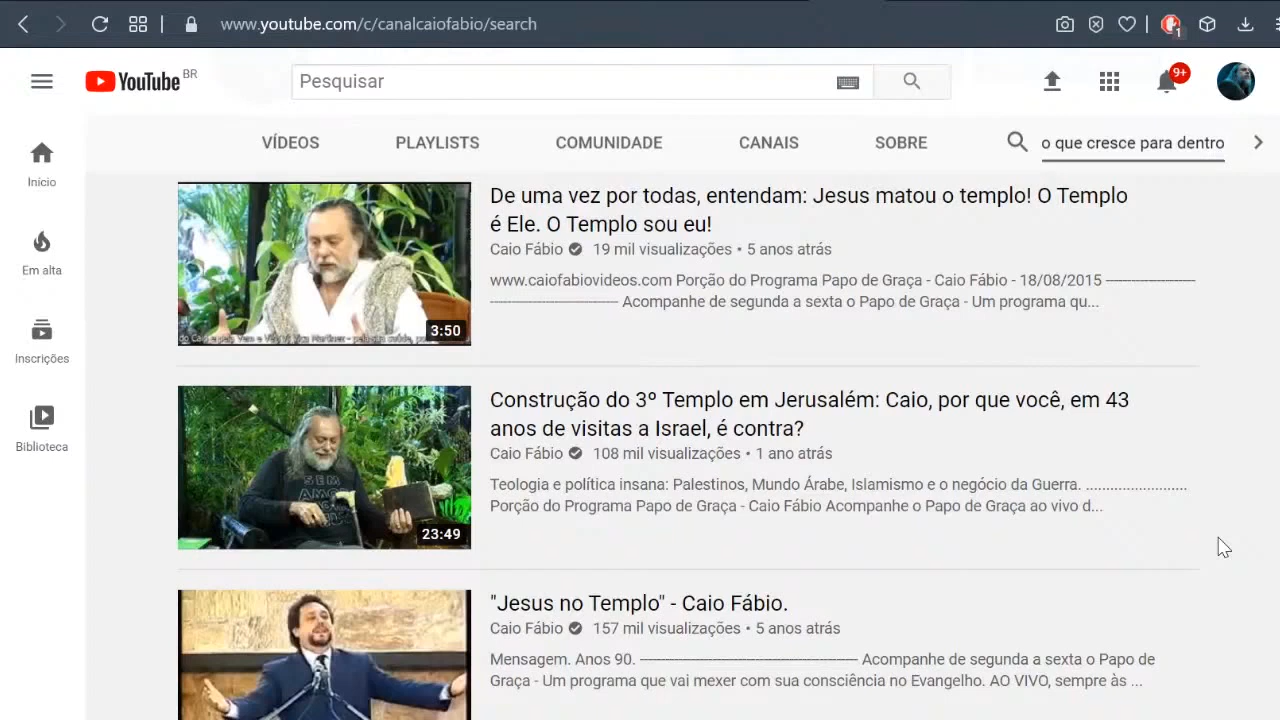 www.youtube.com/c/canalcaiofabio/search
1
YouTube BR
Pesquisar
9+
VÍDEOS PLAYLISTS COMUNIDADE CANAIS SOBRE o que cresce para dentro
Início
Em alta
Inscrições
Biblioteca
De uma vez por todas, entendam: Jesus matou o templo! O Templo
é Ele. O Templo sou eu!
Caio Fábio 19 mil visualizações • 5 anos atrás
www.caiofabiovideos.com Porção do Programa Papo de Graça - Caio Fábio - 18/08/2015 -----------------------
--------------------------------- Acompanhe de segunda a sexta o Papo de Graça - Um programa qu...
3:50
Construção do 3º Templo em Jerusalém: Caio, por que você, em 43
anos de visitas a Israel, é contra?
Caio Fábio 108 mil visualizações • 1 ano atrás
Teologia e política insana: Palestinos, Mundo Árabe, Islamismo e o negócio da Guerra. .........................
Porção do Programa Papo de Graça - Caio Fábio Acompanhe o Papo de Graça ao vivo d...
SEM
AMOR
23:49
"Jesus no Templo" - Caio Fábio.
Caio Fábio 157 mil visualizações • 5 anos atrás
Mensagem. Anos 90. ------------------------------------------------------- Acompanhe de segunda a sexta o Papo de
Graça - Um programa que vai mexer com sua consciência no Evangelho. AO VIVO, sempre às ...